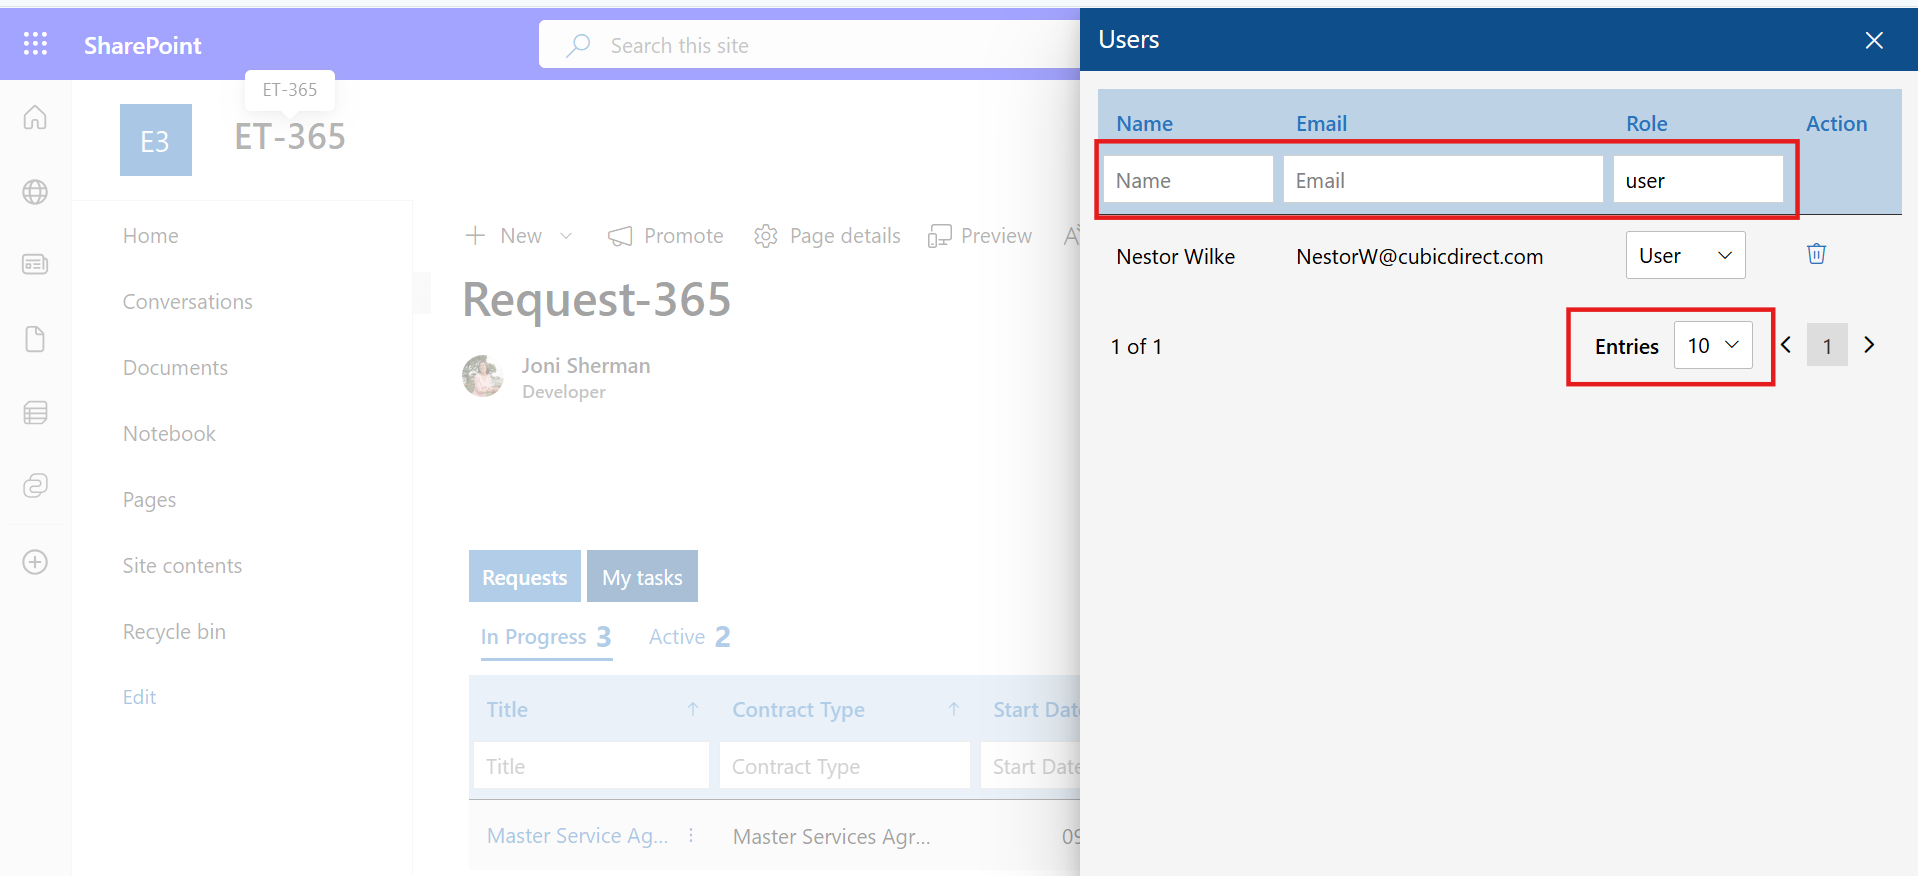 SharePoint
Search this site
ET-365
E3
ET-365
Home
Conversations
Documents
Notebook
Pages
Site contents
Recycle bin
Edit
New
Promote
Page details
Preview
Request-365
Joni Sherman
Developer
Requests
My tasks
In Progress 3
Active 2
Title
Contract Type
Start Date
Title
Contract Type
Start Date
Master Service Ag...
Master Services Agr...
09
Users
Name
Email
Role
Action
Name
Email
user
Nestor Wilke
NestorW@cubicdirect.com
User
1 of 1
Entries
10
1